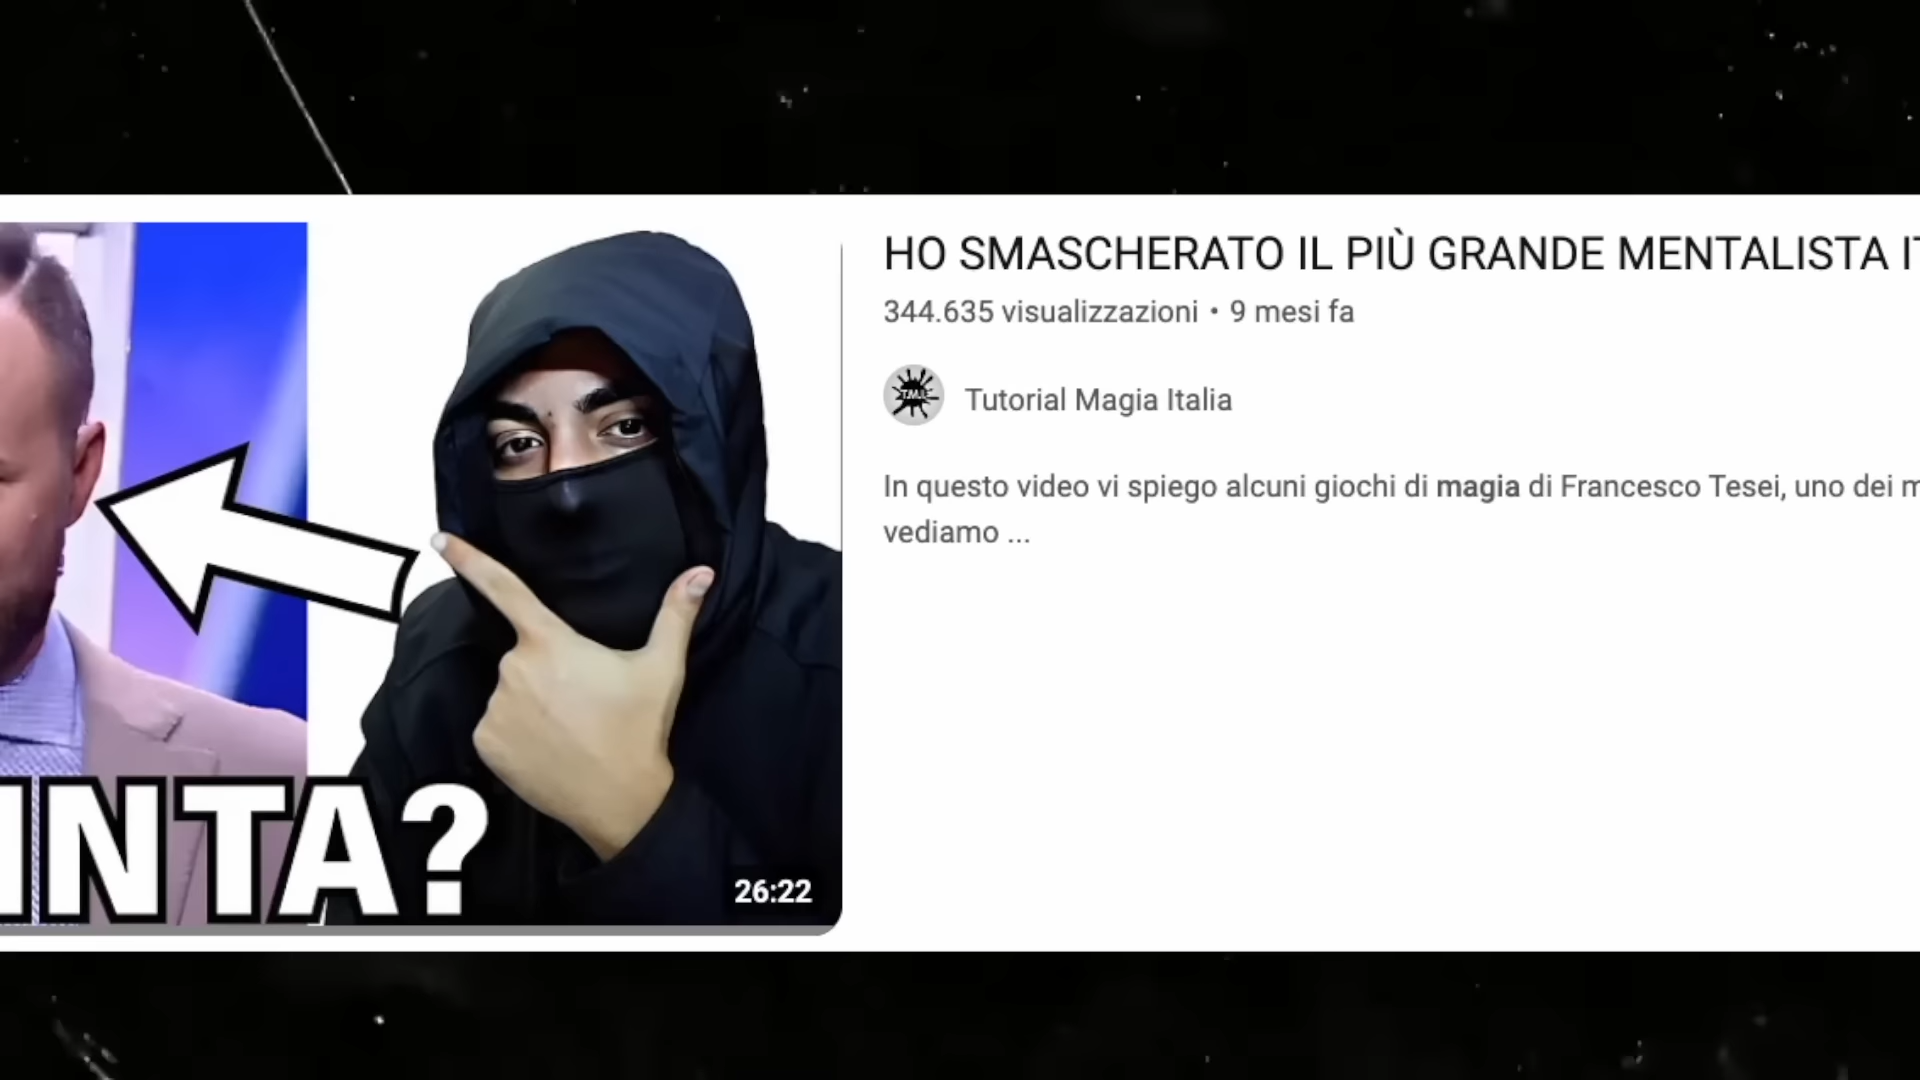 HO SMASCHERATO IL PIÙ GRANDE MENTALISTA IT
344.635 visualizzazioni • 9 mesi fa
T.M.I.
Tutorial Magia Italia
In questo video vi spiego alcuni giochi di magia di Francesco Tesei, uno dei m
vediamo ...
INTA?
26:22